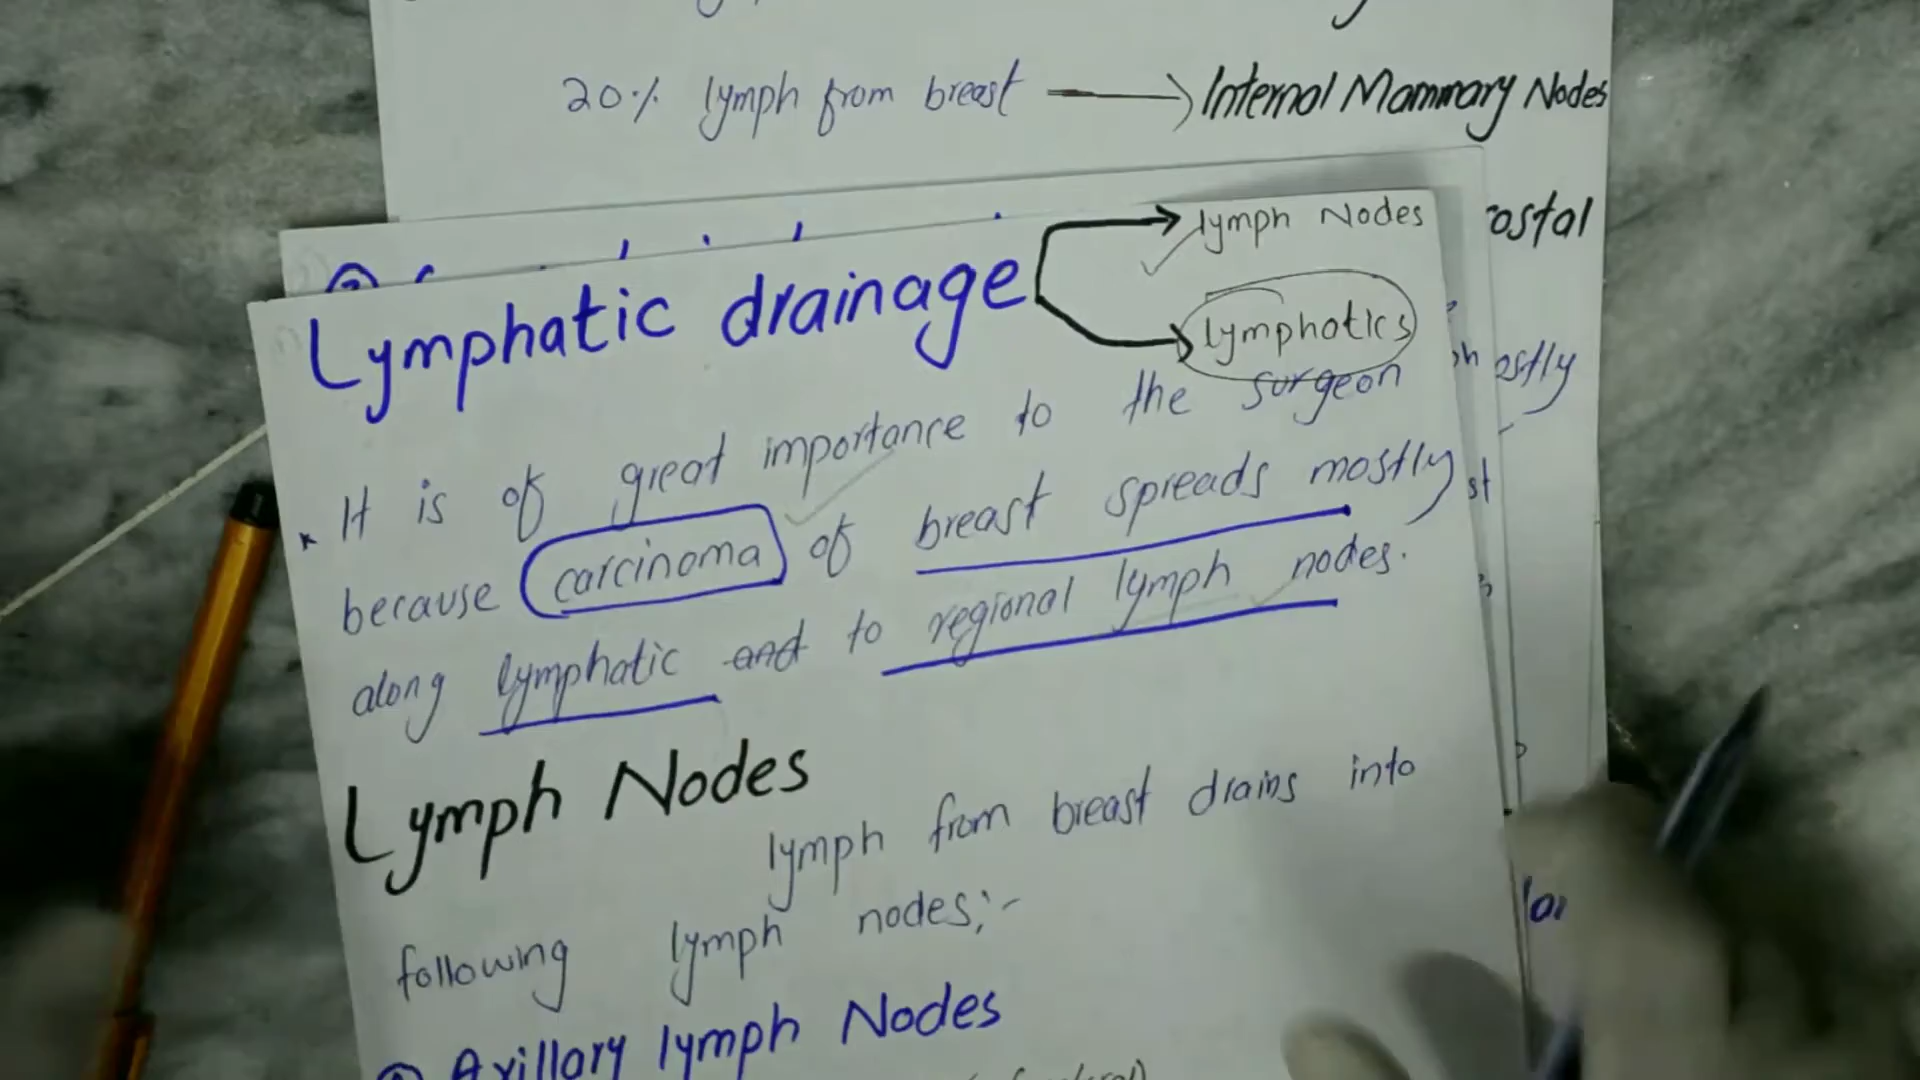 20% lymph from breast → Internal Mammary Nodes
ostal
Lymphatic drainage
lymph Nodes
lymphatics
ostly
It is of great importance to the surgeon
because carcinoma of breast spreads mostly
along lymphatic and to regional lymph nodes.
st
Lymph Nodes
lymph from breast drains into
following lymph nodes;-
Axillary lymph Nodes